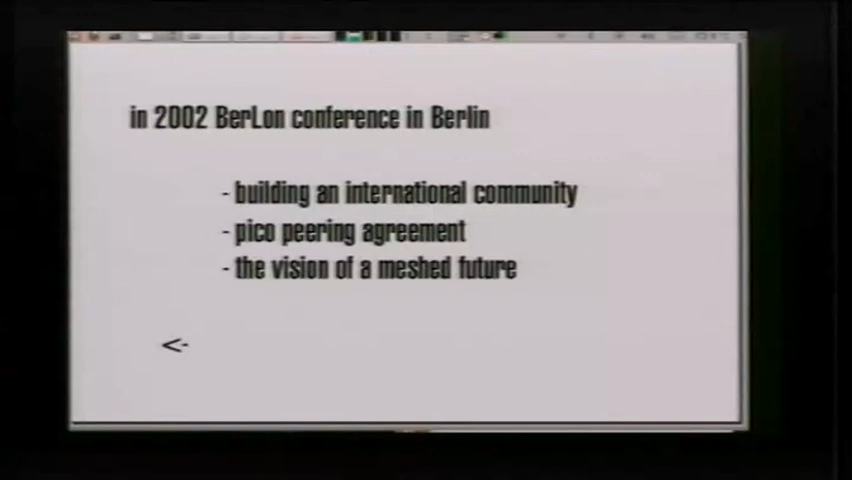 in 2002 BerLon conference in Berlin
- building an international community
- pico peering agreement
- the vision of a meshed future
<-